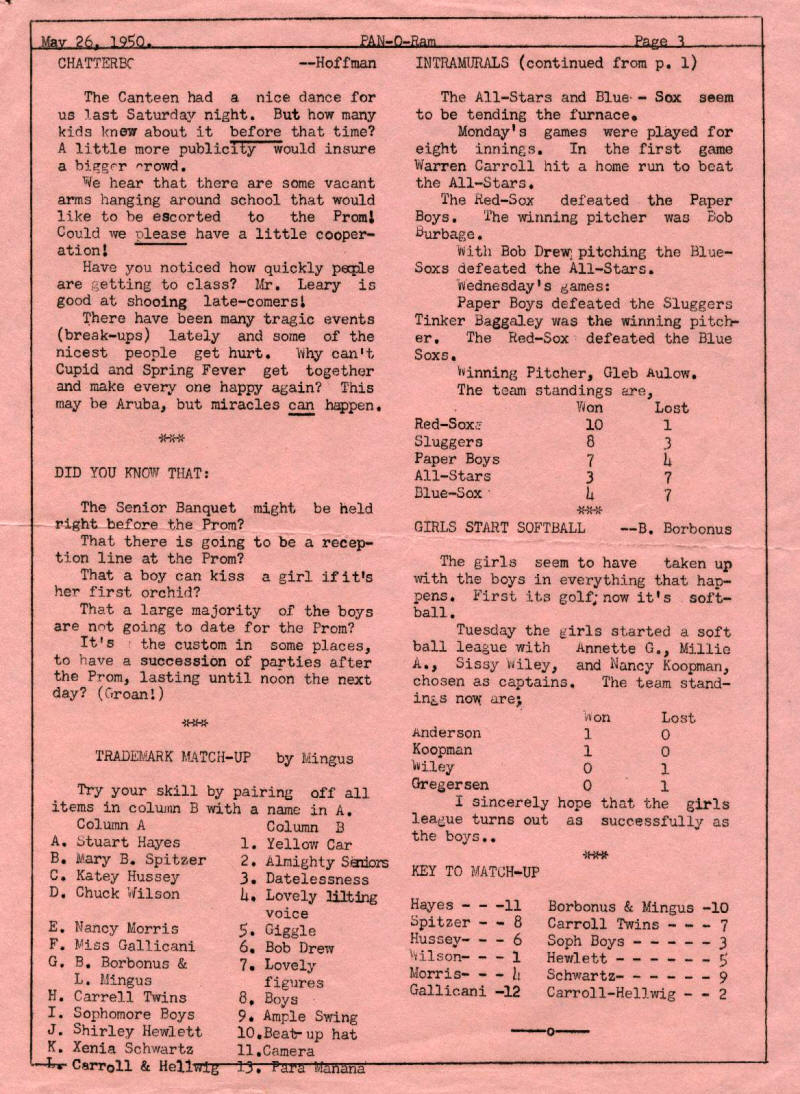 May 26, 1950. PAN-O-Ram Page 3
CHATTERBO --Hoffman
The Canteen had a nice dance for
us last Saturday night. But how many
kids knew about it before that time?
A little more publicity would insure
a bigger crowd.
We hear that there are some vacant
arms hanging around school that would
like to be escorted to the Prom!
Could we please have a little cooper-
ation!
Have you noticed how quickly people
are getting to class? Mr. Leary is
good at shooing late-comers!
There have been many tragic events
(break-ups) lately and some of the
nicest people get hurt. Why can't
Cupid and Spring Fever get together
and make every one happy again? This
may be Aruba, but miracles can happen.
***
DID YOU KNOW THAT:
The Senior Banquet might be held
right before the Prom?
That there is going to be a recep-
tion line at the Prom?
That a boy can kiss a girl if it's
her first orchid?
That a large majority of the boys
are not going to date for the Prom?
It's the custom in some places,
to have a succession of parties after
the Prom, lasting until noon the next
day? (Groan!)
***
TRADEMARK MATCH-UP by Mingus
Try your skill by pairing off all
items in column B with a name in A.
Column A Column B
A. Stuart Hayes 1. Yellow Car
B. Mary B. Spitzer 2. Almighty Seniors
C. Katey Hussey 3. Datelessness
D. Chuck Wilson 4. Lovely lilting
voice
E. Nancy Morris 5. Giggle
F. Miss Gallicani 6. Bob Drew
G. B. Borbonus & 7. Lovely
L. Mingus figures
H. Carrell Twins 8. Boys
I. Sophomore Boys 9. Ample Swing
J. Shirley Hewlett 10. Beat-up hat
K. Xenia Schwartz 11. Camera
L. Carroll & Hellwig 13. Para Manana
INTRAMURALS (continued from p. 1)
The All-Stars and Blue - Sox seem
to be tending the furnace.
Monday's games were played for
eight innings. In the first game
Warren Carroll hit a home run to beat
the All-Stars.
The Red-Sox defeated the Paper
Boys. The winning pitcher was Bob
Burbage.
With Bob Drew pitching the Blue-
Soxs defeated the All-Stars.
Wednesday's games:
Paper Boys defeated the Sluggers
Tinker Baggaley was the winning pitch-
er. The Red-Sox defeated the Blue
Soxs.
Winning Pitcher, Gleb Aulow.
The team standings are,
Won Lost
Red-Soxs 10 1
Sluggers 8 3
Paper Boys 7 4
All-Stars 3 7
Blue-Sox 4 7
***
GIRLS START SOFTBALL --B. Borbonus
The girls seem to have taken up
with the boys in everything that hap-
pens. First its golf; now it's soft-
ball.
Tuesday the girls started a soft
ball league with Annette G., Millie
A., Sissy Wiley, and Nancy Koopman,
chosen as captains. The team stand-
ings now are;
Won Lost
Anderson 1 0
Koopman 1 0
Wiley 0 1
Gregersen 0 1
I sincerely hope that the girls
league turns out as successfully as
the boys..
***
KEY TO MATCH-UP
Hayes - - -11 Borbonus & Mingus -10
Spitzer - - 8 Carroll Twins - - - 7
Hussey- - - 6 Soph Boys - - - - - 3
Wilson- - - 1 Hewlett - - - - - - 5
Morris- - - 4 Schwartz- - - - - - 9
Gallicani -12 Carroll-Hellwig - - 2
-----o-----